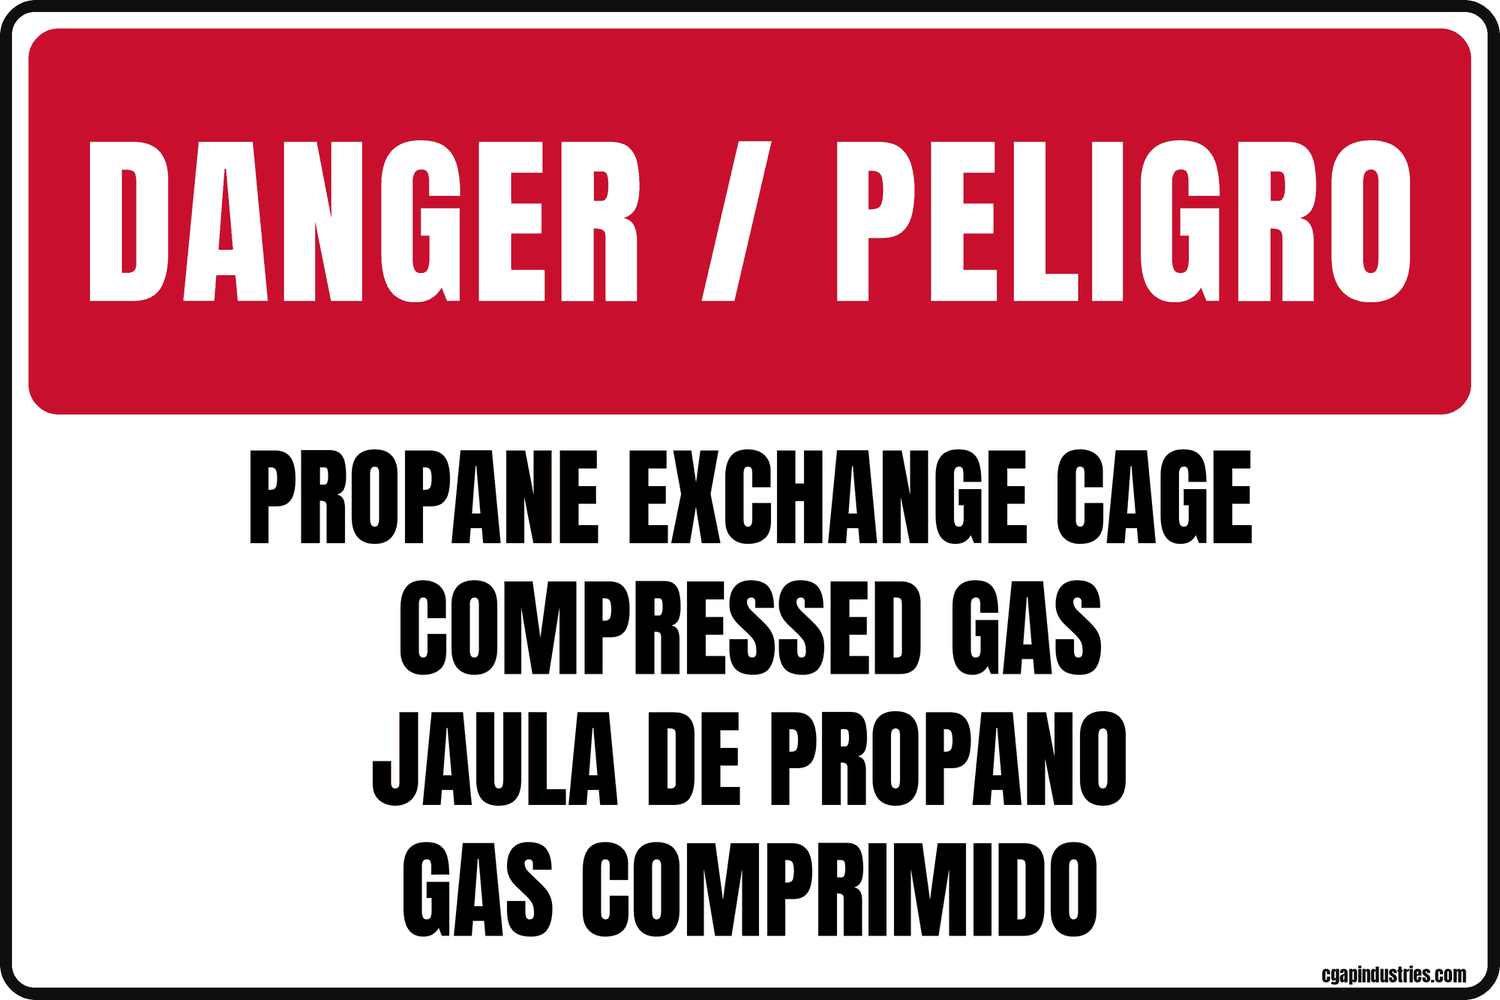 DANGER / PELIGRO
PROPANE EXCHANGE CAGE
COMPRESSED GAS
JAULA DE PROPANO
GAS COMPRIMIDO
cgapindustries.com